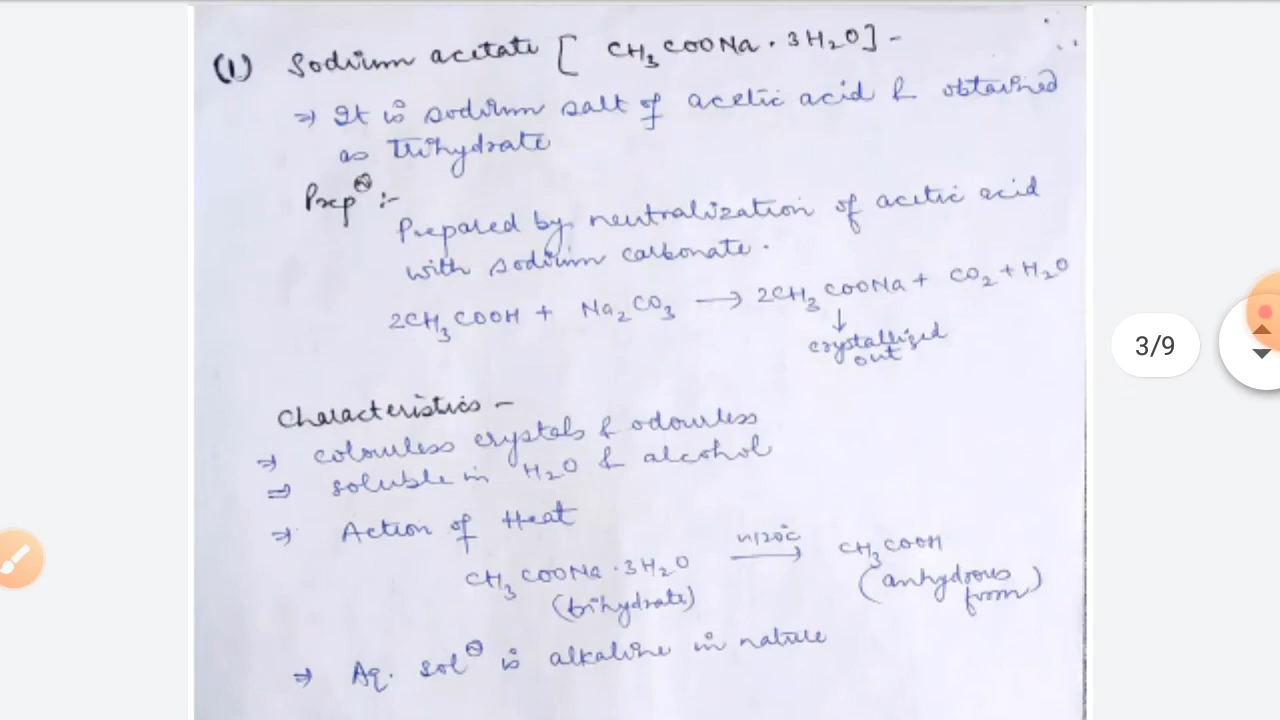 (1) Sodium acetate [ CH₃COONa · 3H₂O] -
⇒ It is sodium salt of acetic acid & obtained
as trihydrate
Prepⁿ :-
Prepared by neutralization of acetic acid
with sodium carbonate.
2CH₃COOH + Na₂CO₃ → 2CH₃COONa + CO₂ + H₂O
↓
crystallized
out
3/9
Characteristics -
⇒ colourless crystals & odourless
⇒ soluble in H₂O & alcohol
⇒ Action of Heat
CH₃COONa · 3H₂O → CH₃COOH
(trihydrate) (anhydrous
from)
⇒ Aq. solⁿ is alkaline in nature